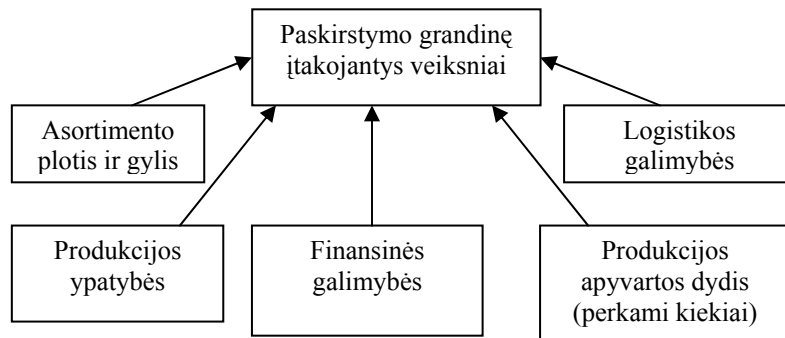 Paskirstymo grandinę
įtakojantys veiksniai
Asortimento
plotis ir gylis
Logistikos
galimybės
Produkcijos
ypatybės
Finansinės
galimybės
Produkcijos
apyvartos dydis
(perkami kiekiai)